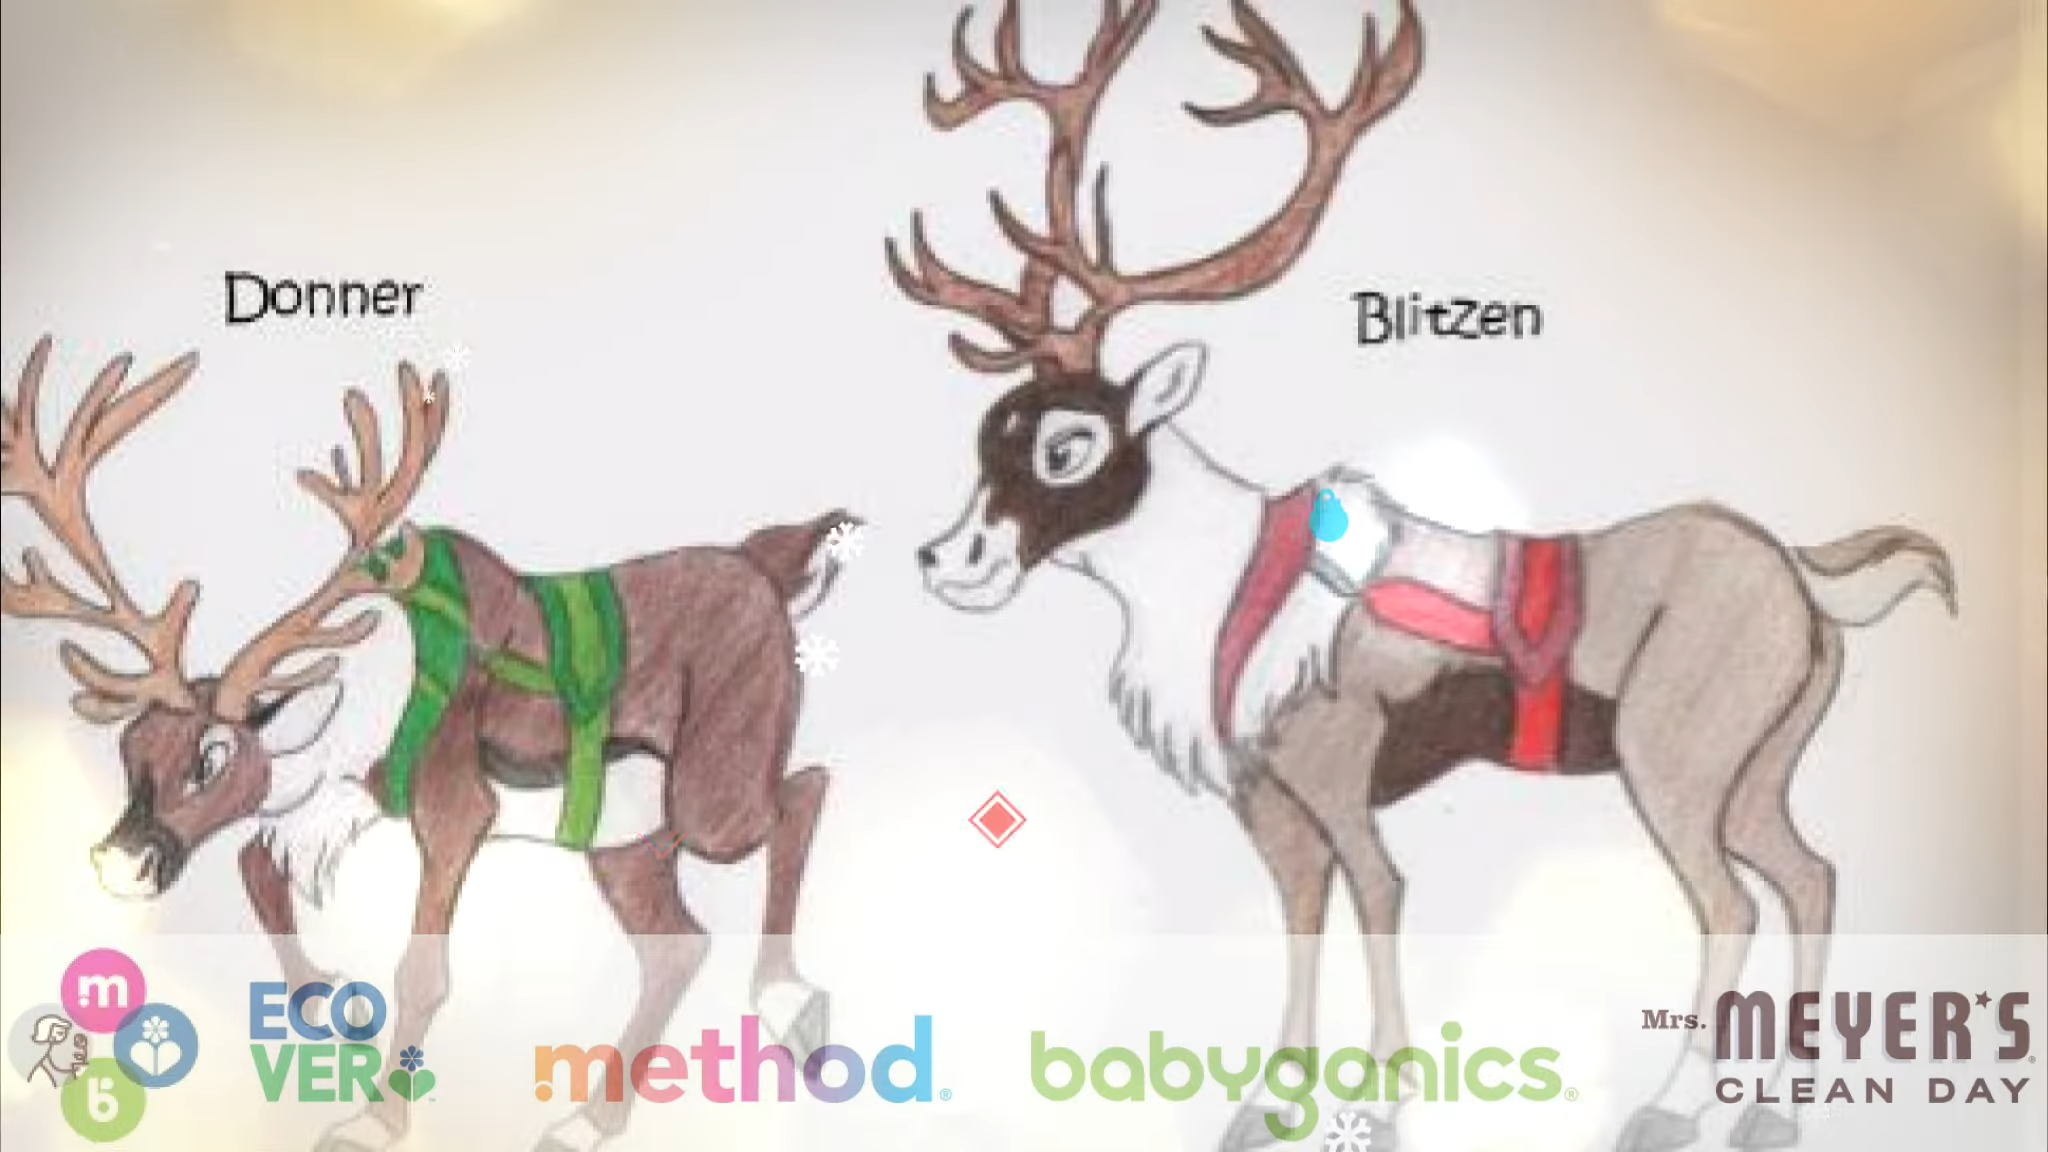 Donner
Blitzen
m
b
ECO
VER
method
babyganics
Mrs. MEYER'S
CLEAN DAY